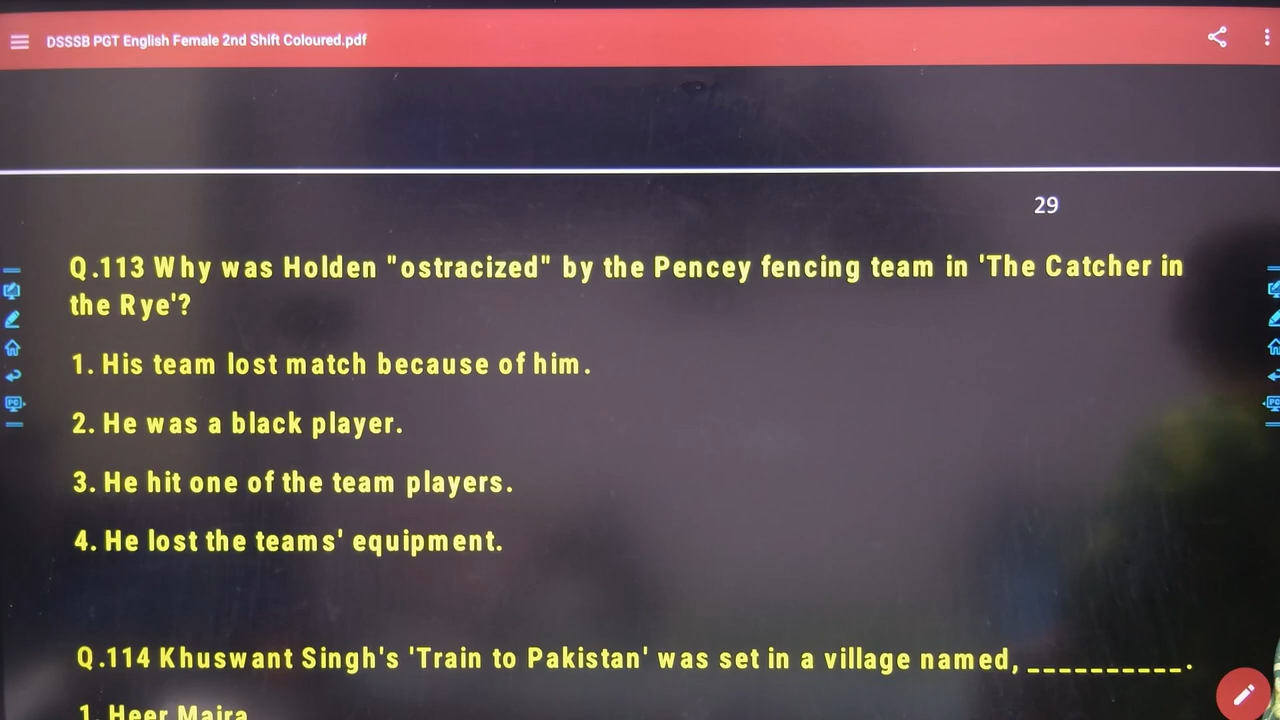 DSSSB PGT English Female 2nd Shift Coloured.pdf
29
Q.113 Why was Holden "ostracized" by the Pencey fencing team in 'The Catcher in
the Rye'?
1. His team lost match because of him.
2. He was a black player.
3. He hit one of the team players.
4. He lost the teams' equipment.
Q.114 Khuswant Singh's 'Train to Pakistan' was set in a village named, __________.
1. Heer Majra